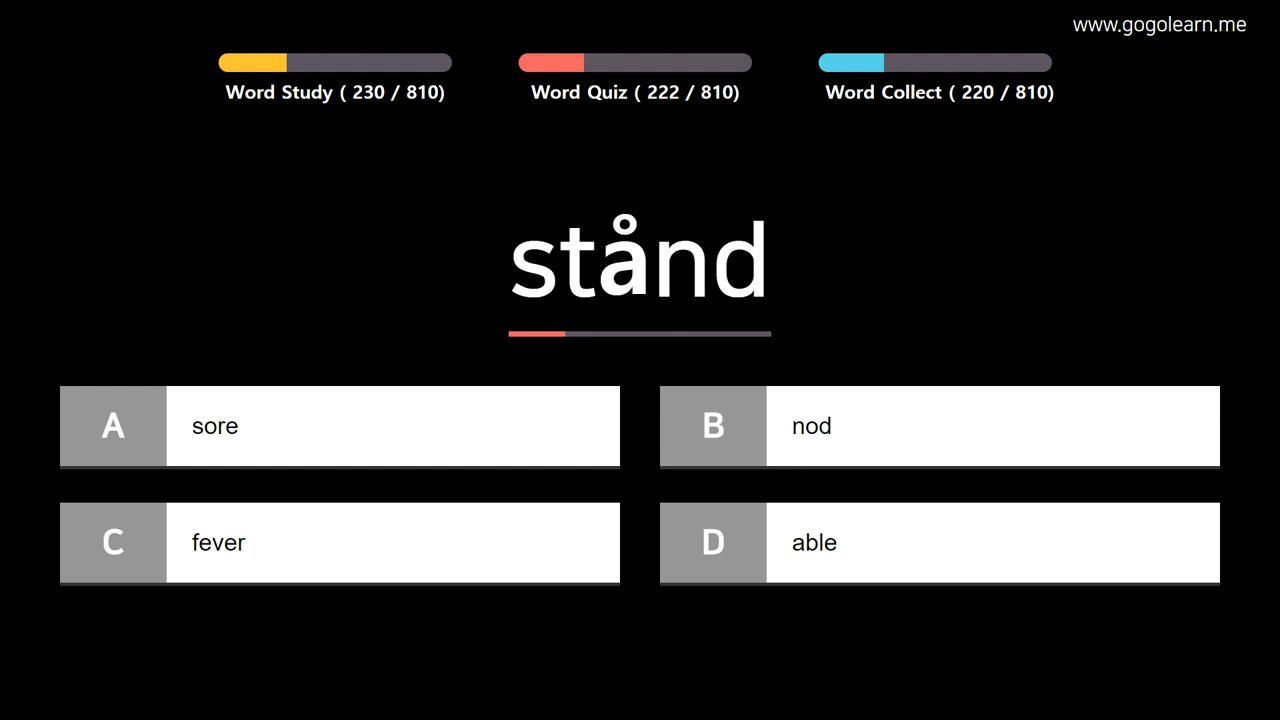 www.gogolearn.me
Word Study ( 230 / 810)
Word Quiz ( 222 / 810)
Word Collect ( 220 / 810)
stånd
A
sore
B
nod
C
fever
D
able